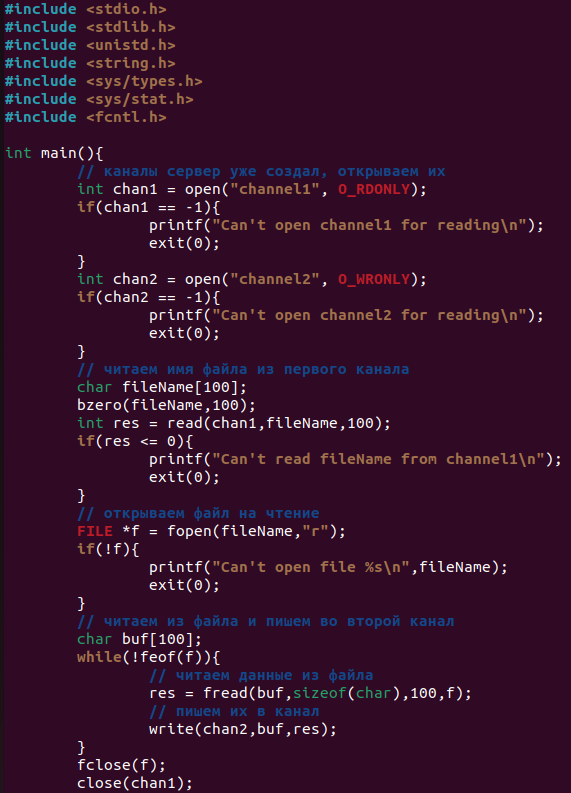 #include <stdio.h>
#include <stdlib.h>
#include <unistd.h>
#include <string.h>
#include <sys/types.h>
#include <sys/stat.h>
#include <fcntl.h>

int main(){
        // каналы сервер уже создал, открываем их
        int chan1 = open("channel1", O_RDONLY);
        if(chan1 == -1){
                printf("Can't open channel1 for reading\n");
                exit(0);
        }
        int chan2 = open("channel2", O_WRONLY);
        if(chan2 == -1){
                printf("Can't open channel2 for reading\n");
                exit(0);
        }
        // читаем имя файла из первого канала
        char fileName[100];
        bzero(fileName,100);
        int res = read(chan1,fileName,100);
        if(res <= 0){
                printf("Can't read fileName from channel1\n");
                exit(0);
        }
        // открываем файл на чтение
        FILE *f = fopen(fileName,"r");
        if(!f){
                printf("Can't open file %s\n",fileName);
                exit(0);
        }
        // читаем из файла и пишем во второй канал
        char buf[100];
        while(!feof(f)){
                // читаем данные из файла
                res = fread(buf,sizeof(char),100,f);
                // пишем их в канал
                write(chan2,buf,res);
        }
        fclose(f);
        close(chan1);